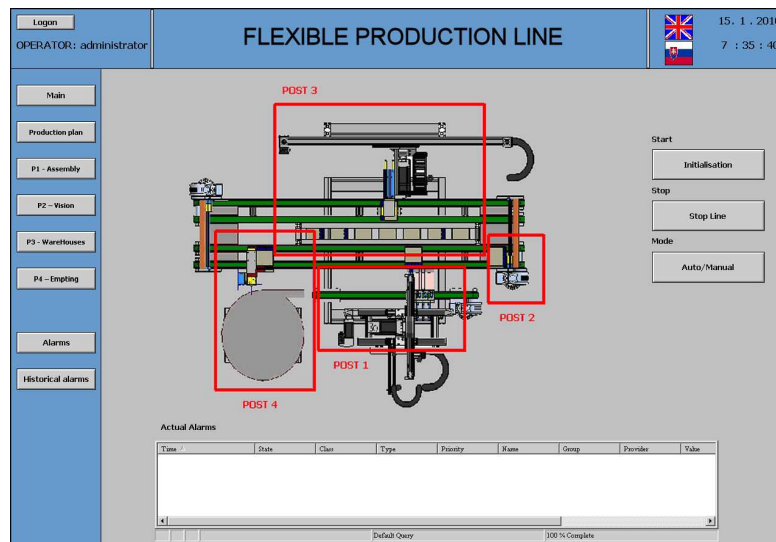 Logon
OPERATOR: administrator
FLEXIBLE PRODUCTION LINE
15. 1 . 2010
7 : 35 : 40
Main
Production plan
P1 - Assembly
P2 – Vision
P3 - WareHouses
P4 – Empting
Alarms
Historical alarms
POST 3
POST 2
POST 1
POST 4
Start
Initialisation
Stop
Stop Line
Mode
Auto/Manual
Actual Alarms
Time State Class Type Priority Name Group Provider Value
Default Query 100 % Complete